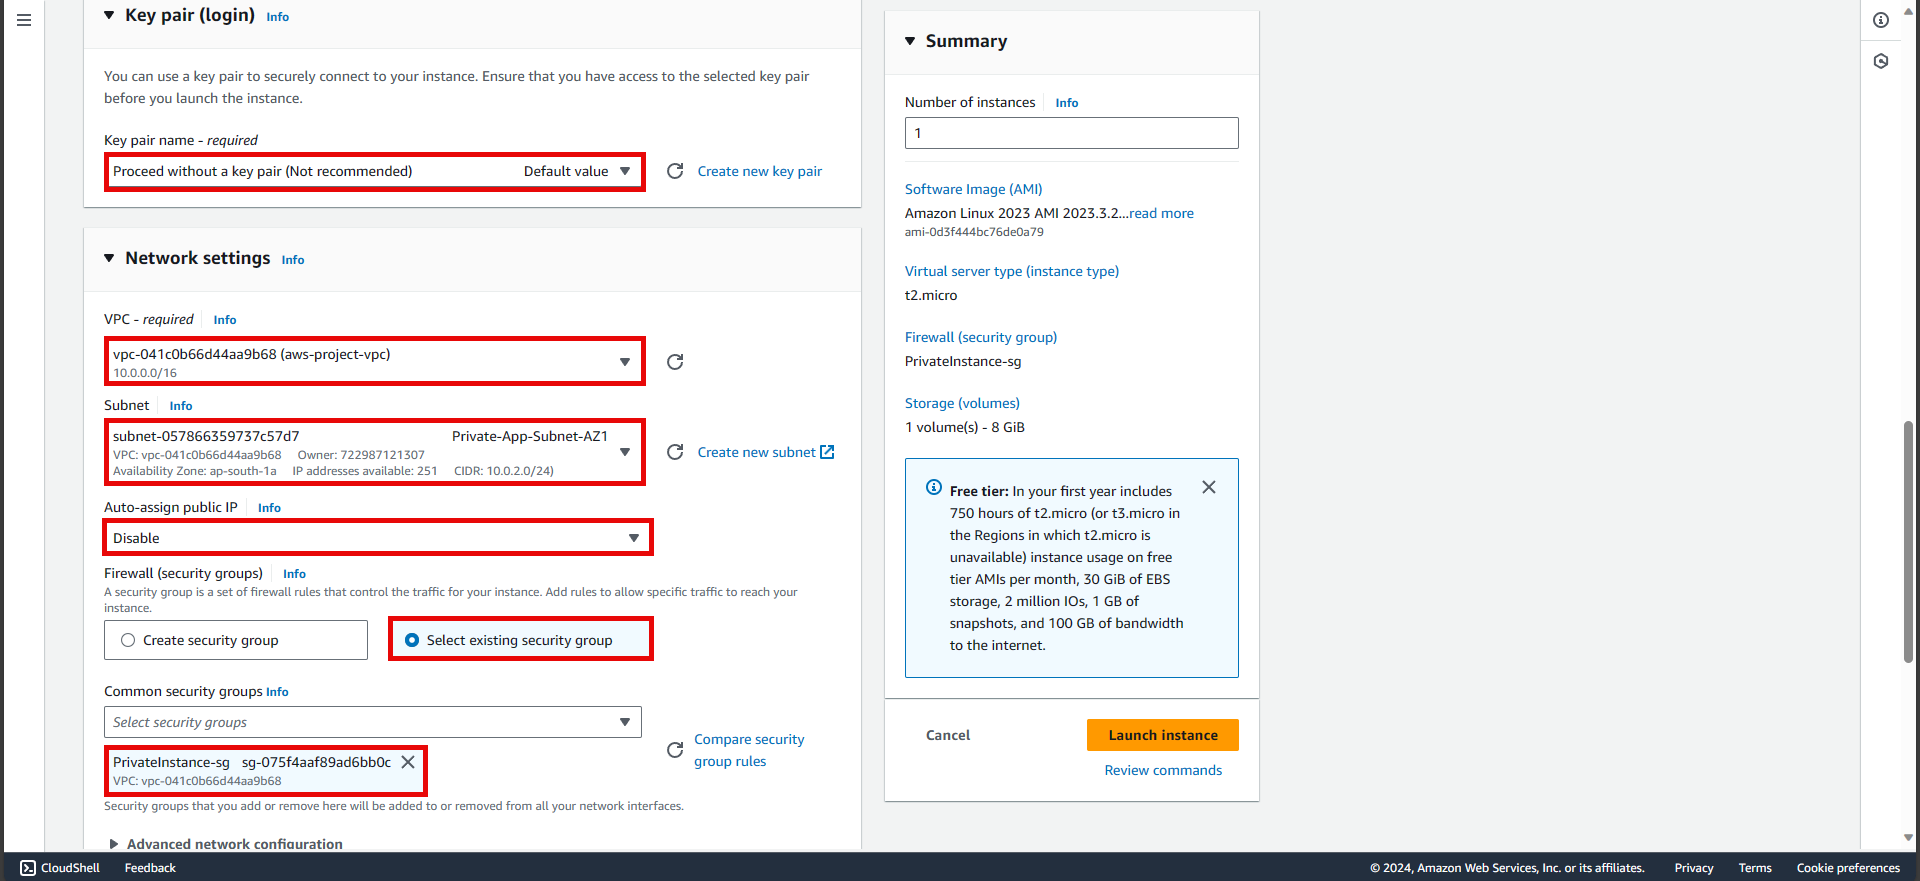 Key pair (login) Info
You can use a key pair to securely connect to your instance. Ensure that you have access to the selected key pair
before you launch the instance.
Key pair name - required
Proceed without a key pair (Not recommended) Default value
Create new key pair
Network settings Info
VPC - required Info
vpc-041c0b66d44aa9b68 (aws-project-vpc)
10.0.0.0/16
Subnet Info
subnet-057866359737c57d7 Private-App-Subnet-AZ1
VPC: vpc-041c0b66d44aa9b68 Owner: 722987121307
Availability Zone: ap-south-1a IP addresses available: 251 CIDR: 10.0.2.0/24)
Create new subnet
Auto-assign public IP Info
Disable
Firewall (security groups) Info
A security group is a set of firewall rules that control the traffic for your instance. Add rules to allow specific traffic to reach your
instance.
Create security group
Select existing security group
Common security groups Info
Select security groups
Compare security
group rules
PrivateInstance-sg sg-075f4aaf89ad6bb0c
VPC: vpc-041c0b66d44aa9b68
Security groups that you add or remove here will be added to or removed from all your network interfaces.
Advanced network configuration
Summary
Number of instances Info
1
Software Image (AMI)
Amazon Linux 2023 AMI 2023.3.2...read more
ami-0d3f444bc76de0a79
Virtual server type (instance type)
t2.micro
Firewall (security group)
PrivateInstance-sg
Storage (volumes)
1 volume(s) - 8 GiB
Free tier: In your first year includes
750 hours of t2.micro (or t3.micro in
the Regions in which t2.micro is
unavailable) instance usage on free
tier AMIs per month, 30 GiB of EBS
storage, 2 million IOs, 1 GB of
snapshots, and 100 GB of bandwidth
to the internet.
Cancel
Launch instance
Review commands
CloudShell Feedback
© 2024, Amazon Web Services, Inc. or its affiliates. Privacy Terms Cookie preferences